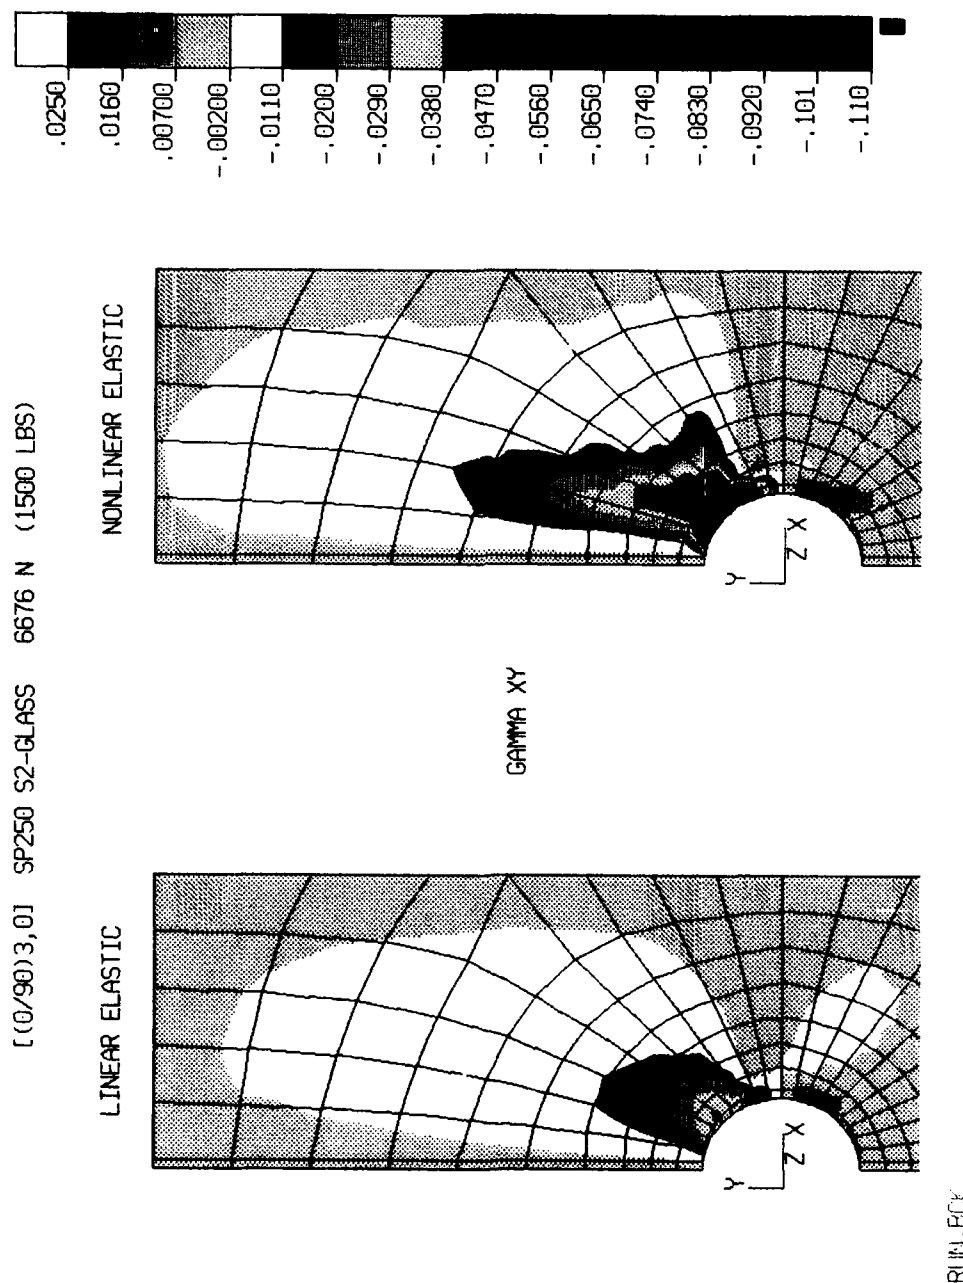 [(0/90)3,0] SP250 S2-GLASS 6676 N (1500 LBS)
LINEAR ELASTIC
NONLINEAR ELASTIC
GAMMA XY
Y
Z X
Y
Z X
.0250
.0160
.00700
-.00200
-.0110
-.0200
-.0290
-.0380
-.0470
-.0560
-.0650
-.0740
-.0830
-.0920
-.101
-.110